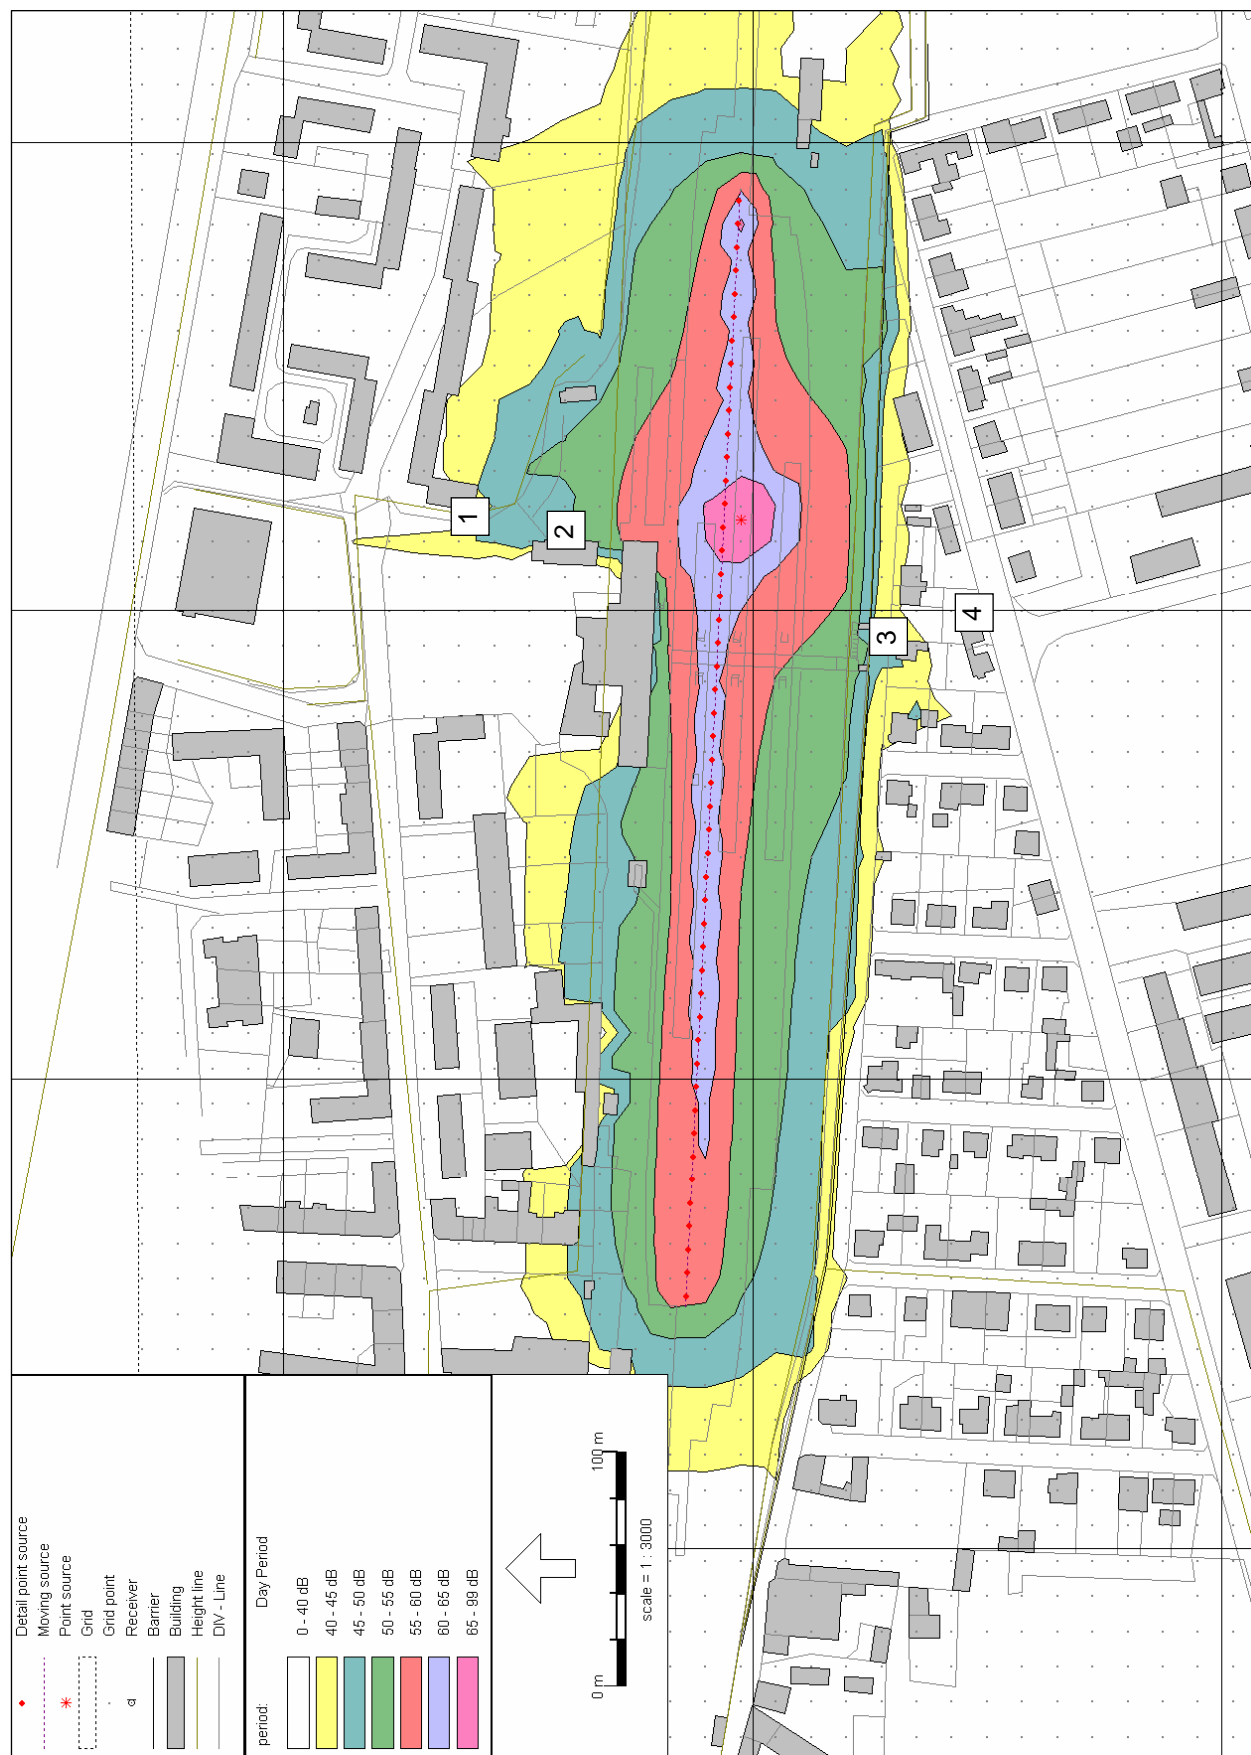 Detail point source
Moving source
Point source
Grid
Grid point
Receiver
Barrier
Building
Height line
DIV - Line
period:
Day Period
0 - 40 dB
40 - 45 dB
45 - 50 dB
50 - 55 dB
55 - 60 dB
60 - 65 dB
65 - 99 dB
0 m
100 m
scale = 1 : 3000
1
2
3
4